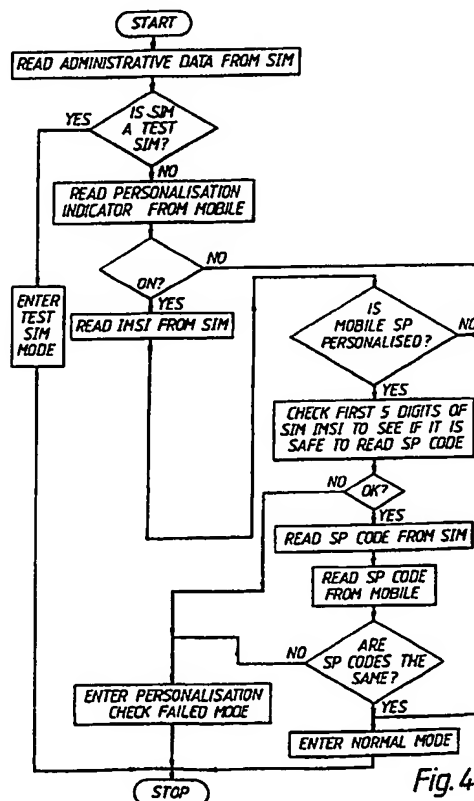 START
READ ADMINISTRATIVE DATA FROM SIM
IS SIM
A TEST
SIM?
YES
NO
READ PERSONALISATION
INDICATOR FROM MOBILE
ON?
NO
YES
READ IMSI FROM SIM
ENTER
TEST
SIM
MODE
IS
MOBILE SP
PERSONALISED?
NO
YES
CHECK FIRST 5 DIGITS OF
SIM IMSI TO SEE IF IT IS
SAFE TO READ SP CODE
NO
OK?
YES
READ SP CODE FROM SIM
READ SP CODE
FROM MOBILE
ARE
SP CODES THE
SAME?
NO
YES
ENTER PERSONALISATION
CHECK FAILED MODE
ENTER NORMAL MODE
STOP
Fig. 4